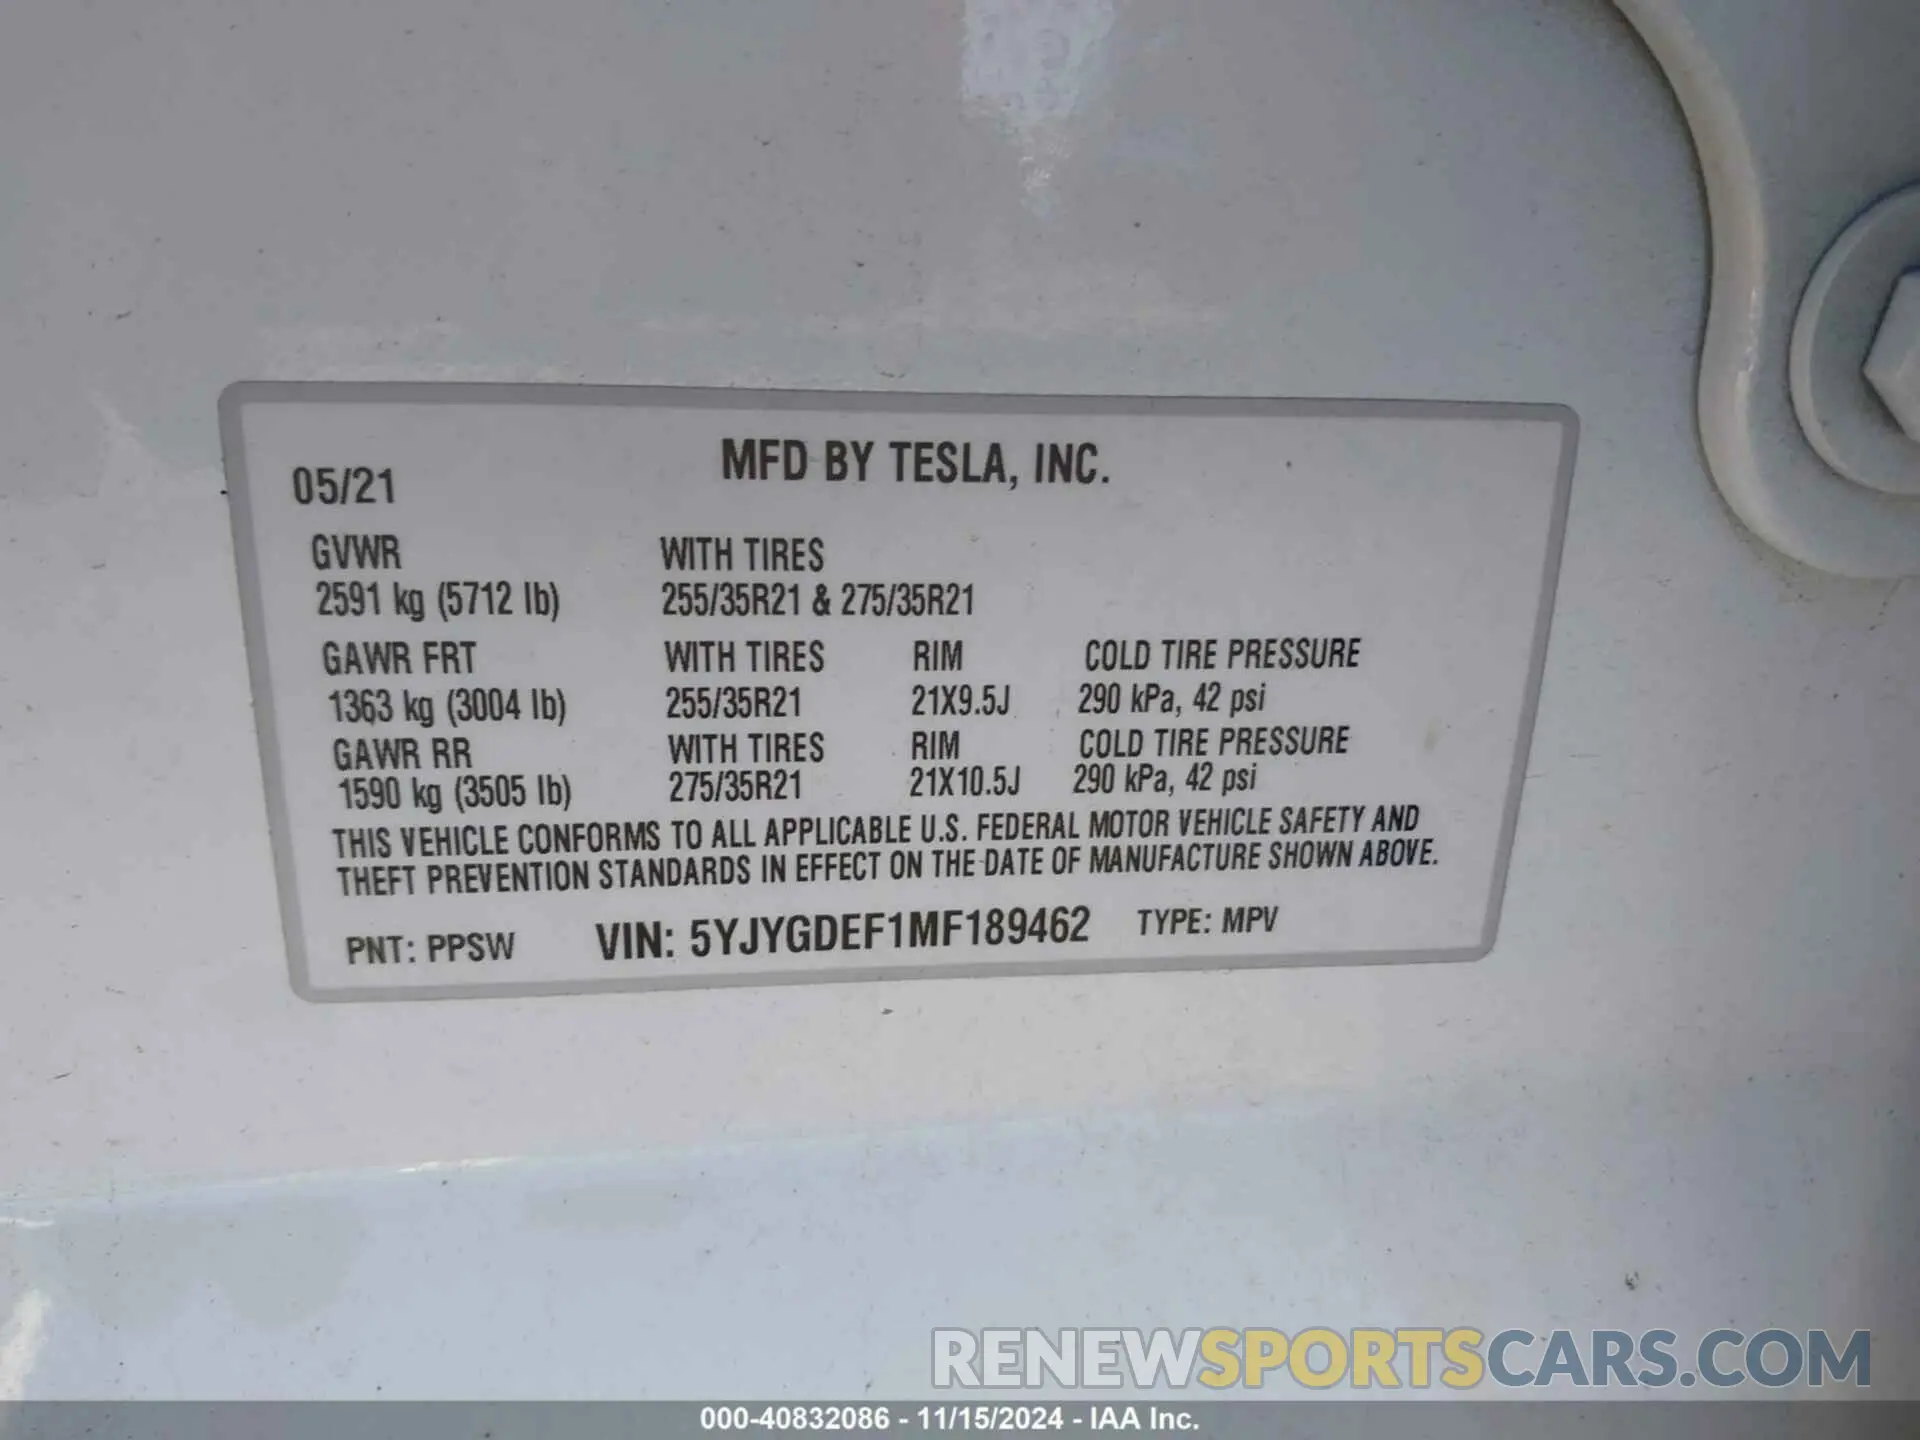 MFD BY TESLA, INC.
05/21
GVWR WITH TIRES
2591 kg (5712 lb) 255/35R21 & 275/35R21
GAWR FRT WITH TIRES RIM COLD TIRE PRESSURE
1363 kg (3004 lb) 255/35R21 21X9.5J 290 kPa, 42 psi
GAWR RR WITH TIRES RIM COLD TIRE PRESSURE
1590 kg (3505 lb) 275/35R21 21X10.5J 290 kPa, 42 psi
THIS VEHICLE CONFORMS TO ALL APPLICABLE U.S. FEDERAL MOTOR VEHICLE SAFETY AND
THEFT PREVENTION STANDARDS IN EFFECT ON THE DATE OF MANUFACTURE SHOWN ABOVE.
PNT: PPSW VIN: 5YJYGDEF1MF189462 TYPE: MPV
RENEWSPORTSCARS.COM
000-40832086 - 11/15/2024 - IAA Inc.